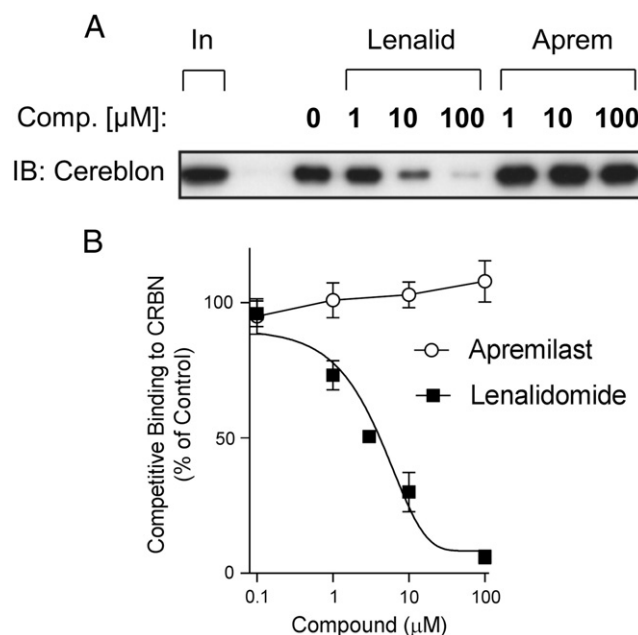 A
In Lenalid Aprem
Comp. [µM]: 0 1 10 100 1 10 100
IB: Cereblon
B
Competitive Binding to CRBN
(% of Control)
100
50
0
Apremilast
Lenalidomide
0.1 1 10 100
Compound (µM)